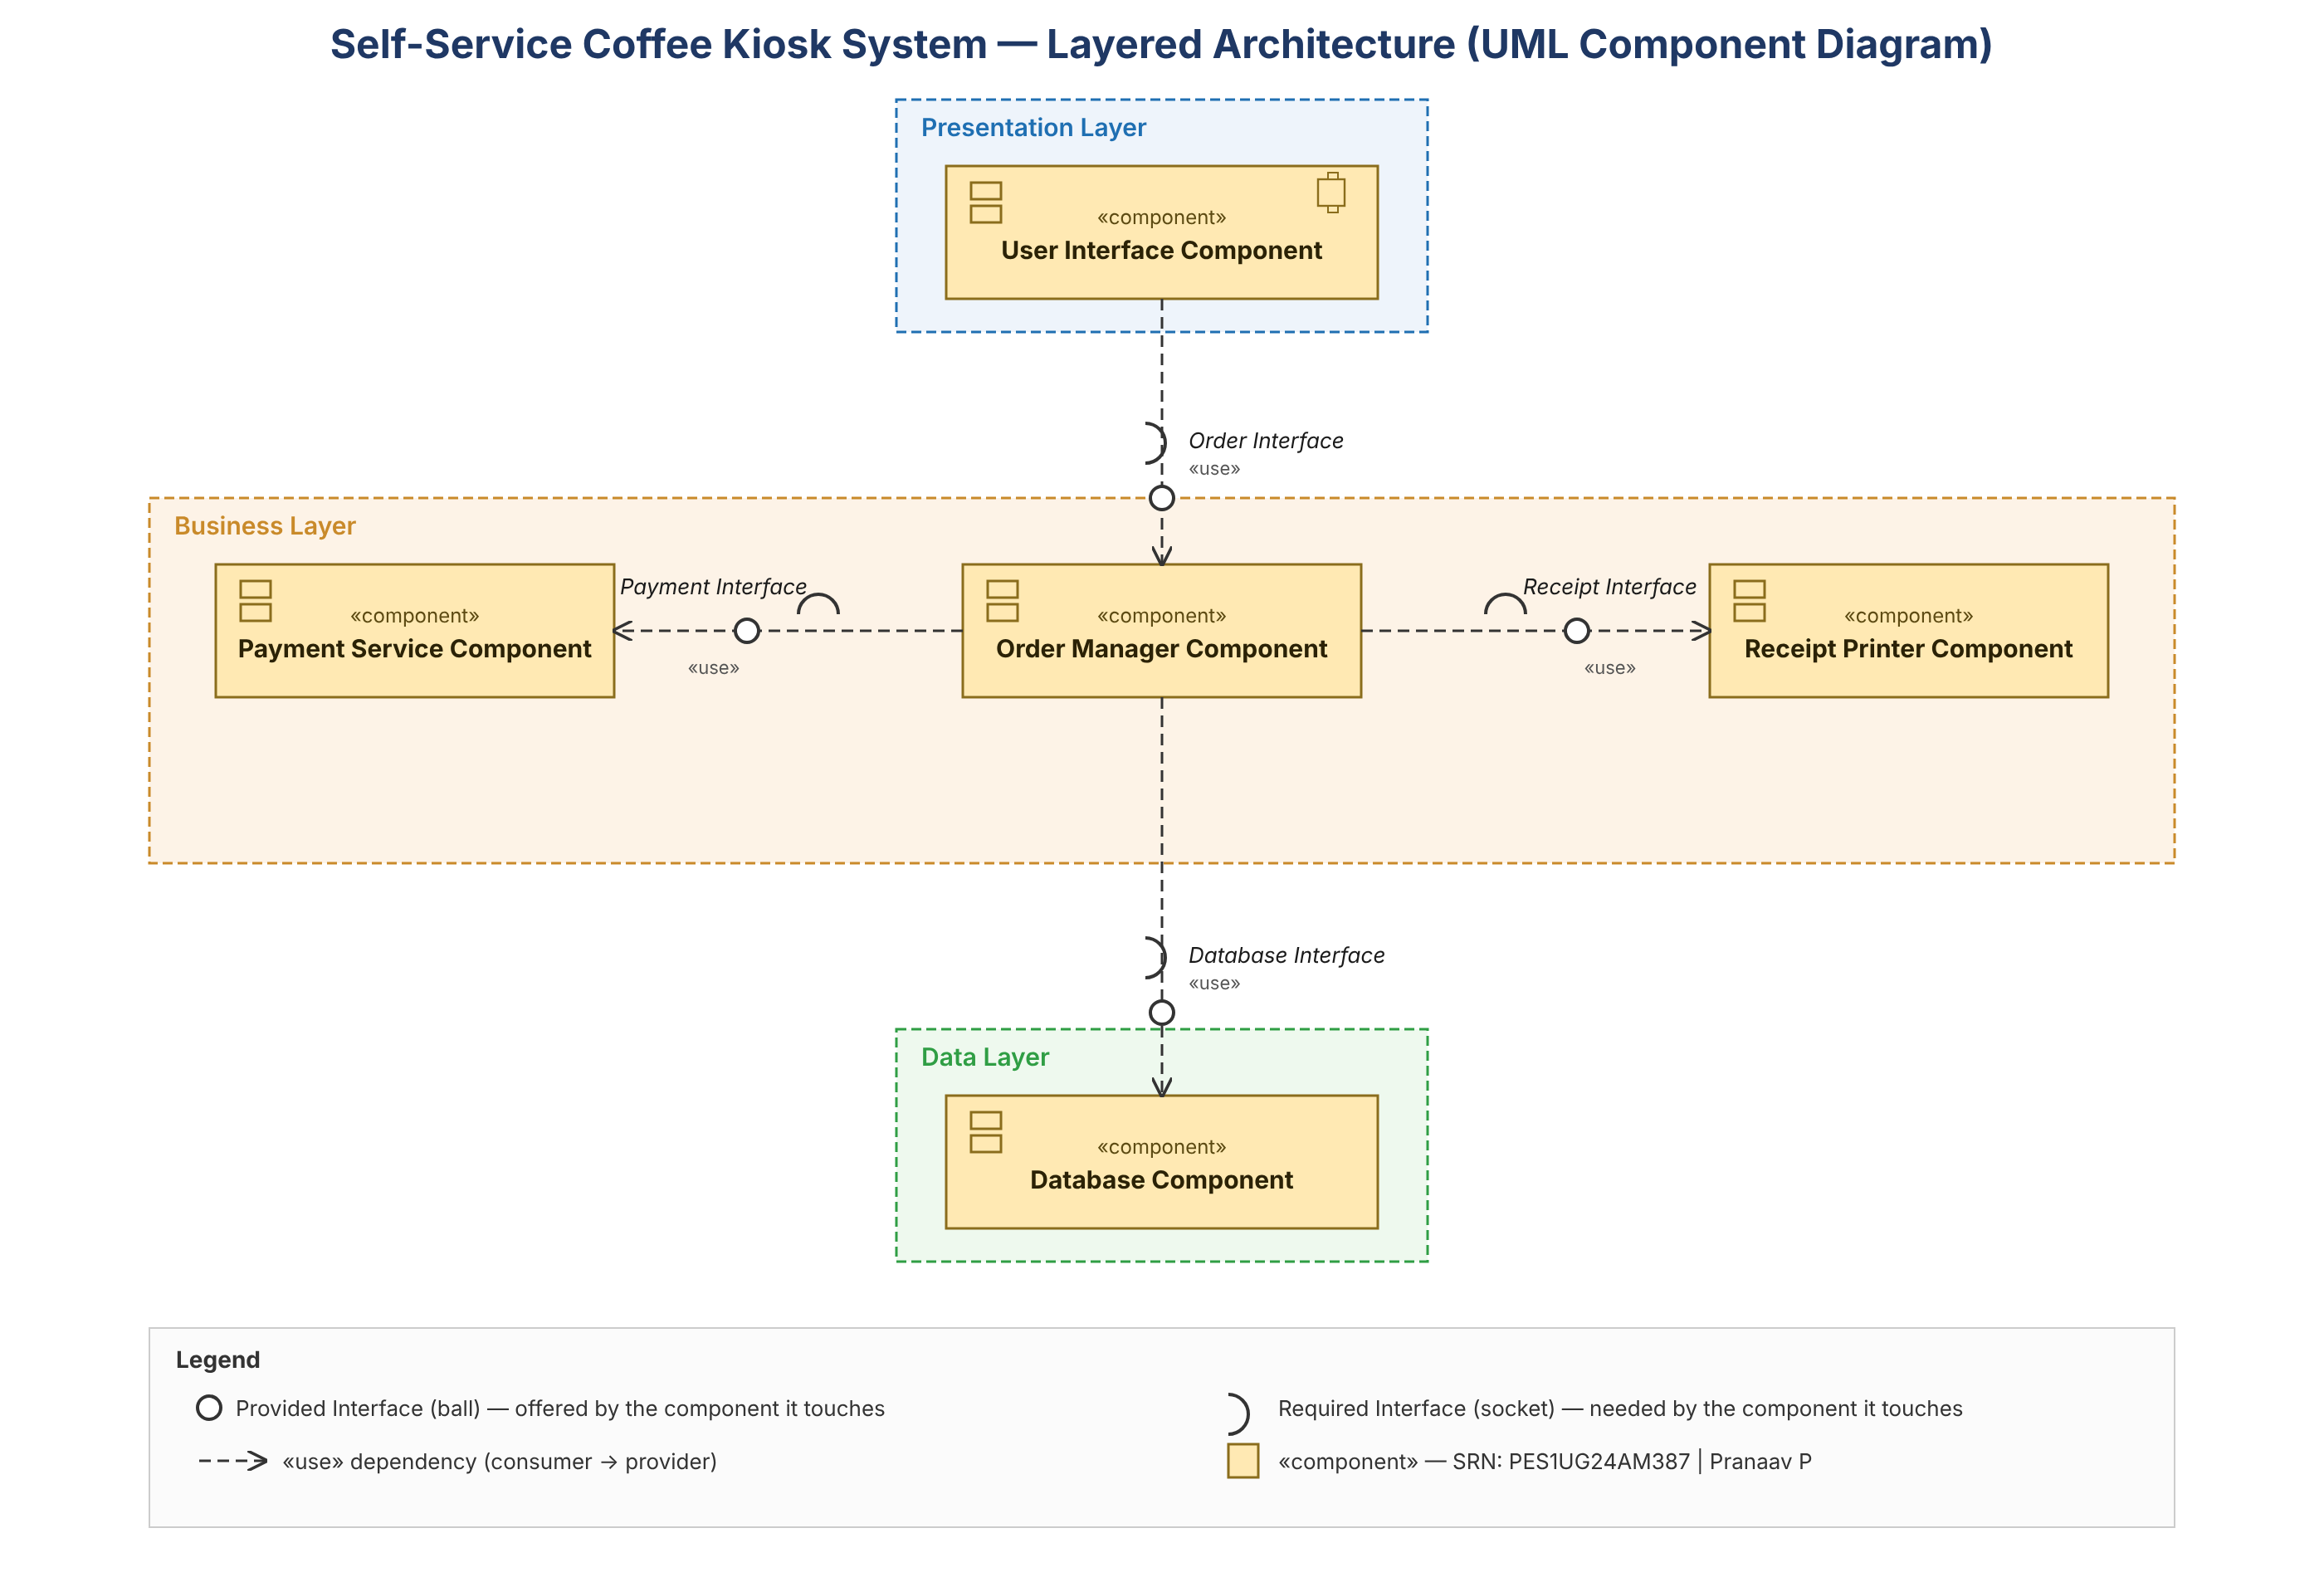 Self-Service Coffee Kiosk System — Layered Architecture (UML Component Diagram)
Presentation Layer
«component»
User Interface Component
Order Interface
«use»
Business Layer
Payment Interface
Receipt Interface
«component»
Payment Service Component
«component»
Order Manager Component
«component»
Receipt Printer Component
«use»
«use»
Database Interface
«use»
Data Layer
«component»
Database Component
Legend
Provided Interface (ball) — offered by the component it touches
Required Interface (socket) — needed by the component it touches
«use» dependency (consumer → provider)
«component» — SRN: PES1UG24AM387 | Pranaav P